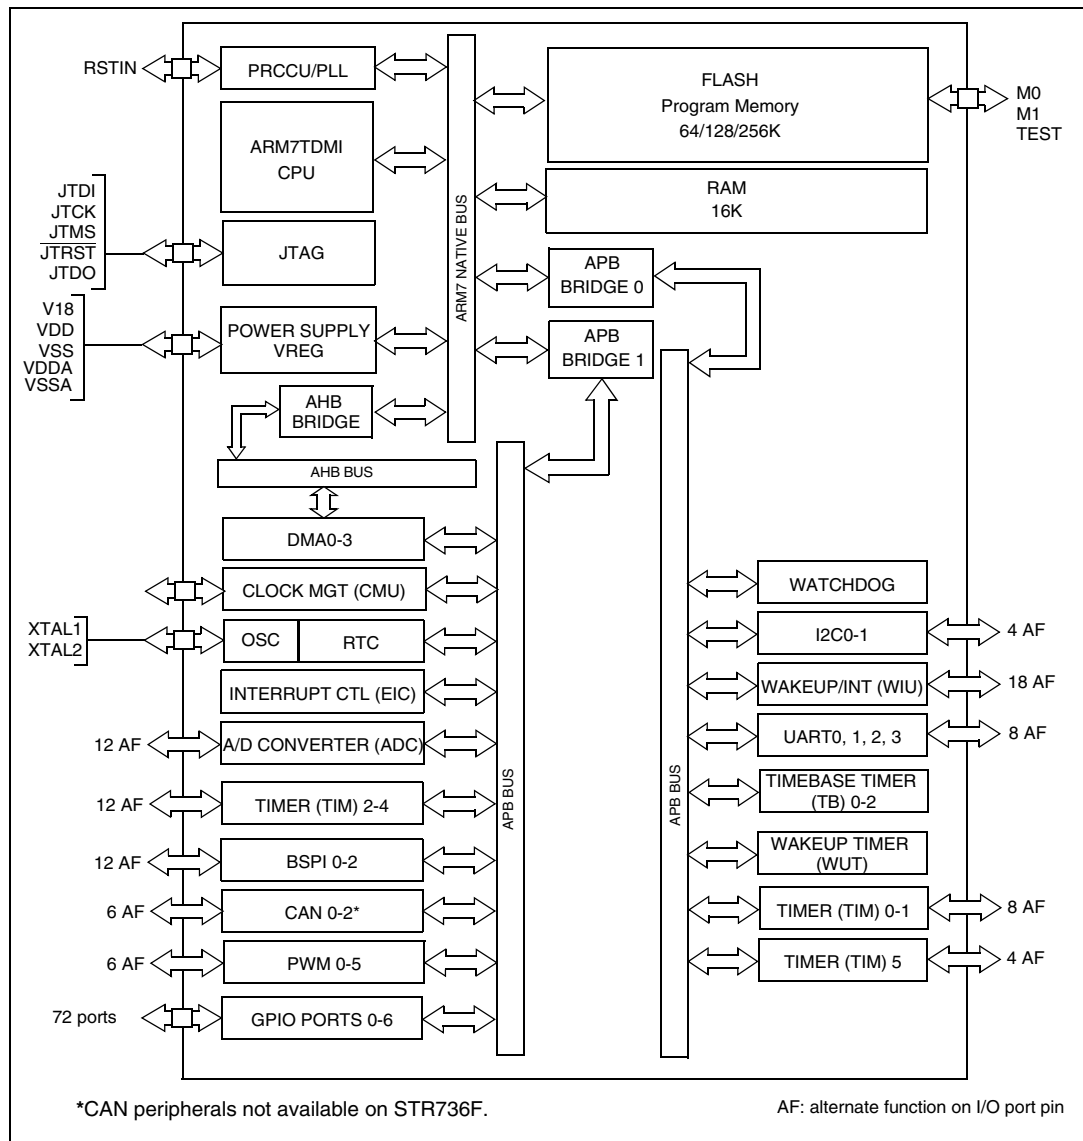 RSTIN
PRCCU/PLL
FLASH
Program Memory
64/128/256K
M0
M1
TEST
ARM7TDMI
CPU
RAM
16K
JTDI
JTCK
JTMS
JTRST
JTDO
JTAG
ARM7 NATIVE BUS
APB
BRIDGE 0
V18
VDD
VSS
VDDA
VSSA
POWER SUPPLY
VREG
APB
BRIDGE 1
AHB
BRIDGE
AHB BUS
DMA0-3
CLOCK MGT (CMU)
XTAL1
XTAL2
OSC
RTC
INTERRUPT CTL (EIC)
12 AF
A/D CONVERTER (ADC)
12 AF
TIMER (TIM) 2-4
12 AF
BSPI 0-2
6 AF
CAN 0-2*
6 AF
PWM 0-5
72 ports
GPIO PORTS 0-6
APB BUS
APB BUS
WATCHDOG
I2C0-1
4 AF
WAKEUP/INT (WIU)
18 AF
UART0, 1, 2, 3
8 AF
TIMEBASE TIMER
(TB) 0-2
WAKEUP TIMER
(WUT)
TIMER (TIM) 0-1
8 AF
TIMER (TIM) 5
4 AF
*CAN peripherals not available on STR736F.
AF: alternate function on I/O port pin